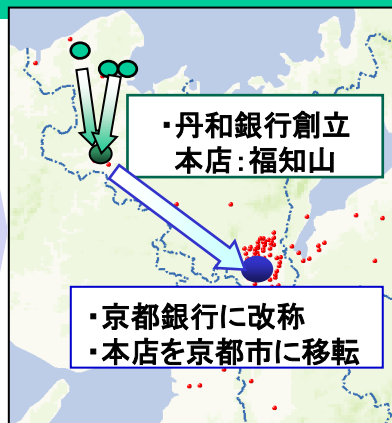 ・丹和銀行創立
本店：福知山
・京都銀行に改称
・本店を京都市に移転